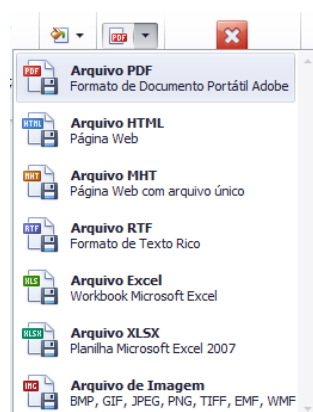 PDF
PDF
Arquivo PDF
Formato de Documento Portátil Adobe
HTML
Arquivo HTML
Página Web
MHT
Arquivo MHT
Página Web com arquivo único
RTF
Arquivo RTF
Formato de Texto Rico
XLS
Arquivo Excel
Workbook Microsoft Excel
XLSX
Arquivo XLSX
Planilha Microsoft Excel 2007
IMG
Arquivo de Imagem
BMP, GIF, JPEG, PNG, TIFF, EMF, WMF